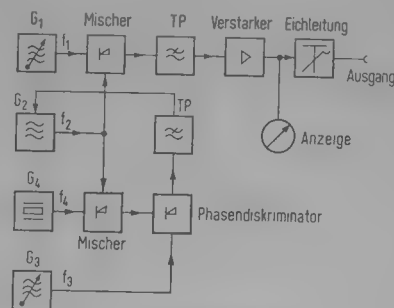 G1 Mischer TP Verstarker Eichleitung
f1
Ausgang
G2 TP
f2
Anzeige
G4 f4
Phasendiskriminator
Mischer
G3 f3